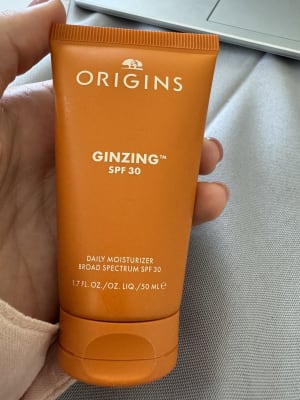 ORIGINS
GINZING™
SPF 30
DAILY MOISTURIZER
BROAD SPECTRUM SPF 30
1.7 FL. OZ./OZ. LIQ./50 ML ℮